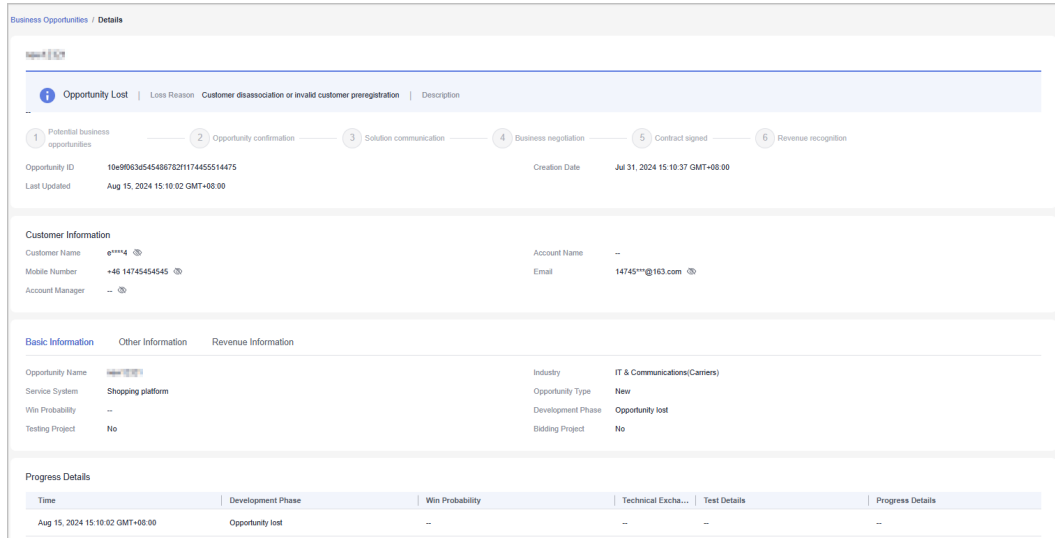 Business Opportunities / Details
Opportunity Lost | Loss Reason Customer disassociation or invalid customer preregistration | Description
--
1 Potential business opportunities 2 Opportunity confirmation 3 Solution communication 4 Business negotiation 5 Contract signed 6 Revenue recognition
Opportunity ID 10e9f063d545486782f1174455514475 Creation Date Jul 31, 2024 15:10:37 GMT+08:00
Last Updated Aug 15, 2024 15:10:02 GMT+08:00
Customer Information
Customer Name e****4 Account Name --
Mobile Number +46 14745454545 Email 14745***@163.com
Account Manager --
Basic Information Other Information Revenue Information
Opportunity Name Industry IT & Communications(Carriers)
Service System Shopping platform Opportunity Type New
Win Probability -- Development Phase Opportunity lost
Testing Project No Bidding Project No
Progress Details
Time Development Phase Win Probability Technical Excha... Test Details Progress Details
Aug 15, 2024 15:10:02 GMT+08:00 Opportunity lost -- -- -- --